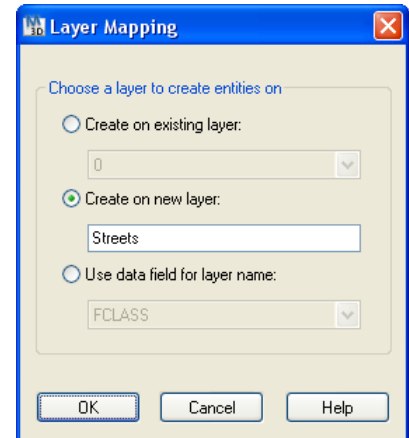 Layer Mapping
Choose a layer to create entities on
Create on existing layer:
0
Create on new layer:
Streets
Use data field for layer name:
FCLASS
OK Cancel Help